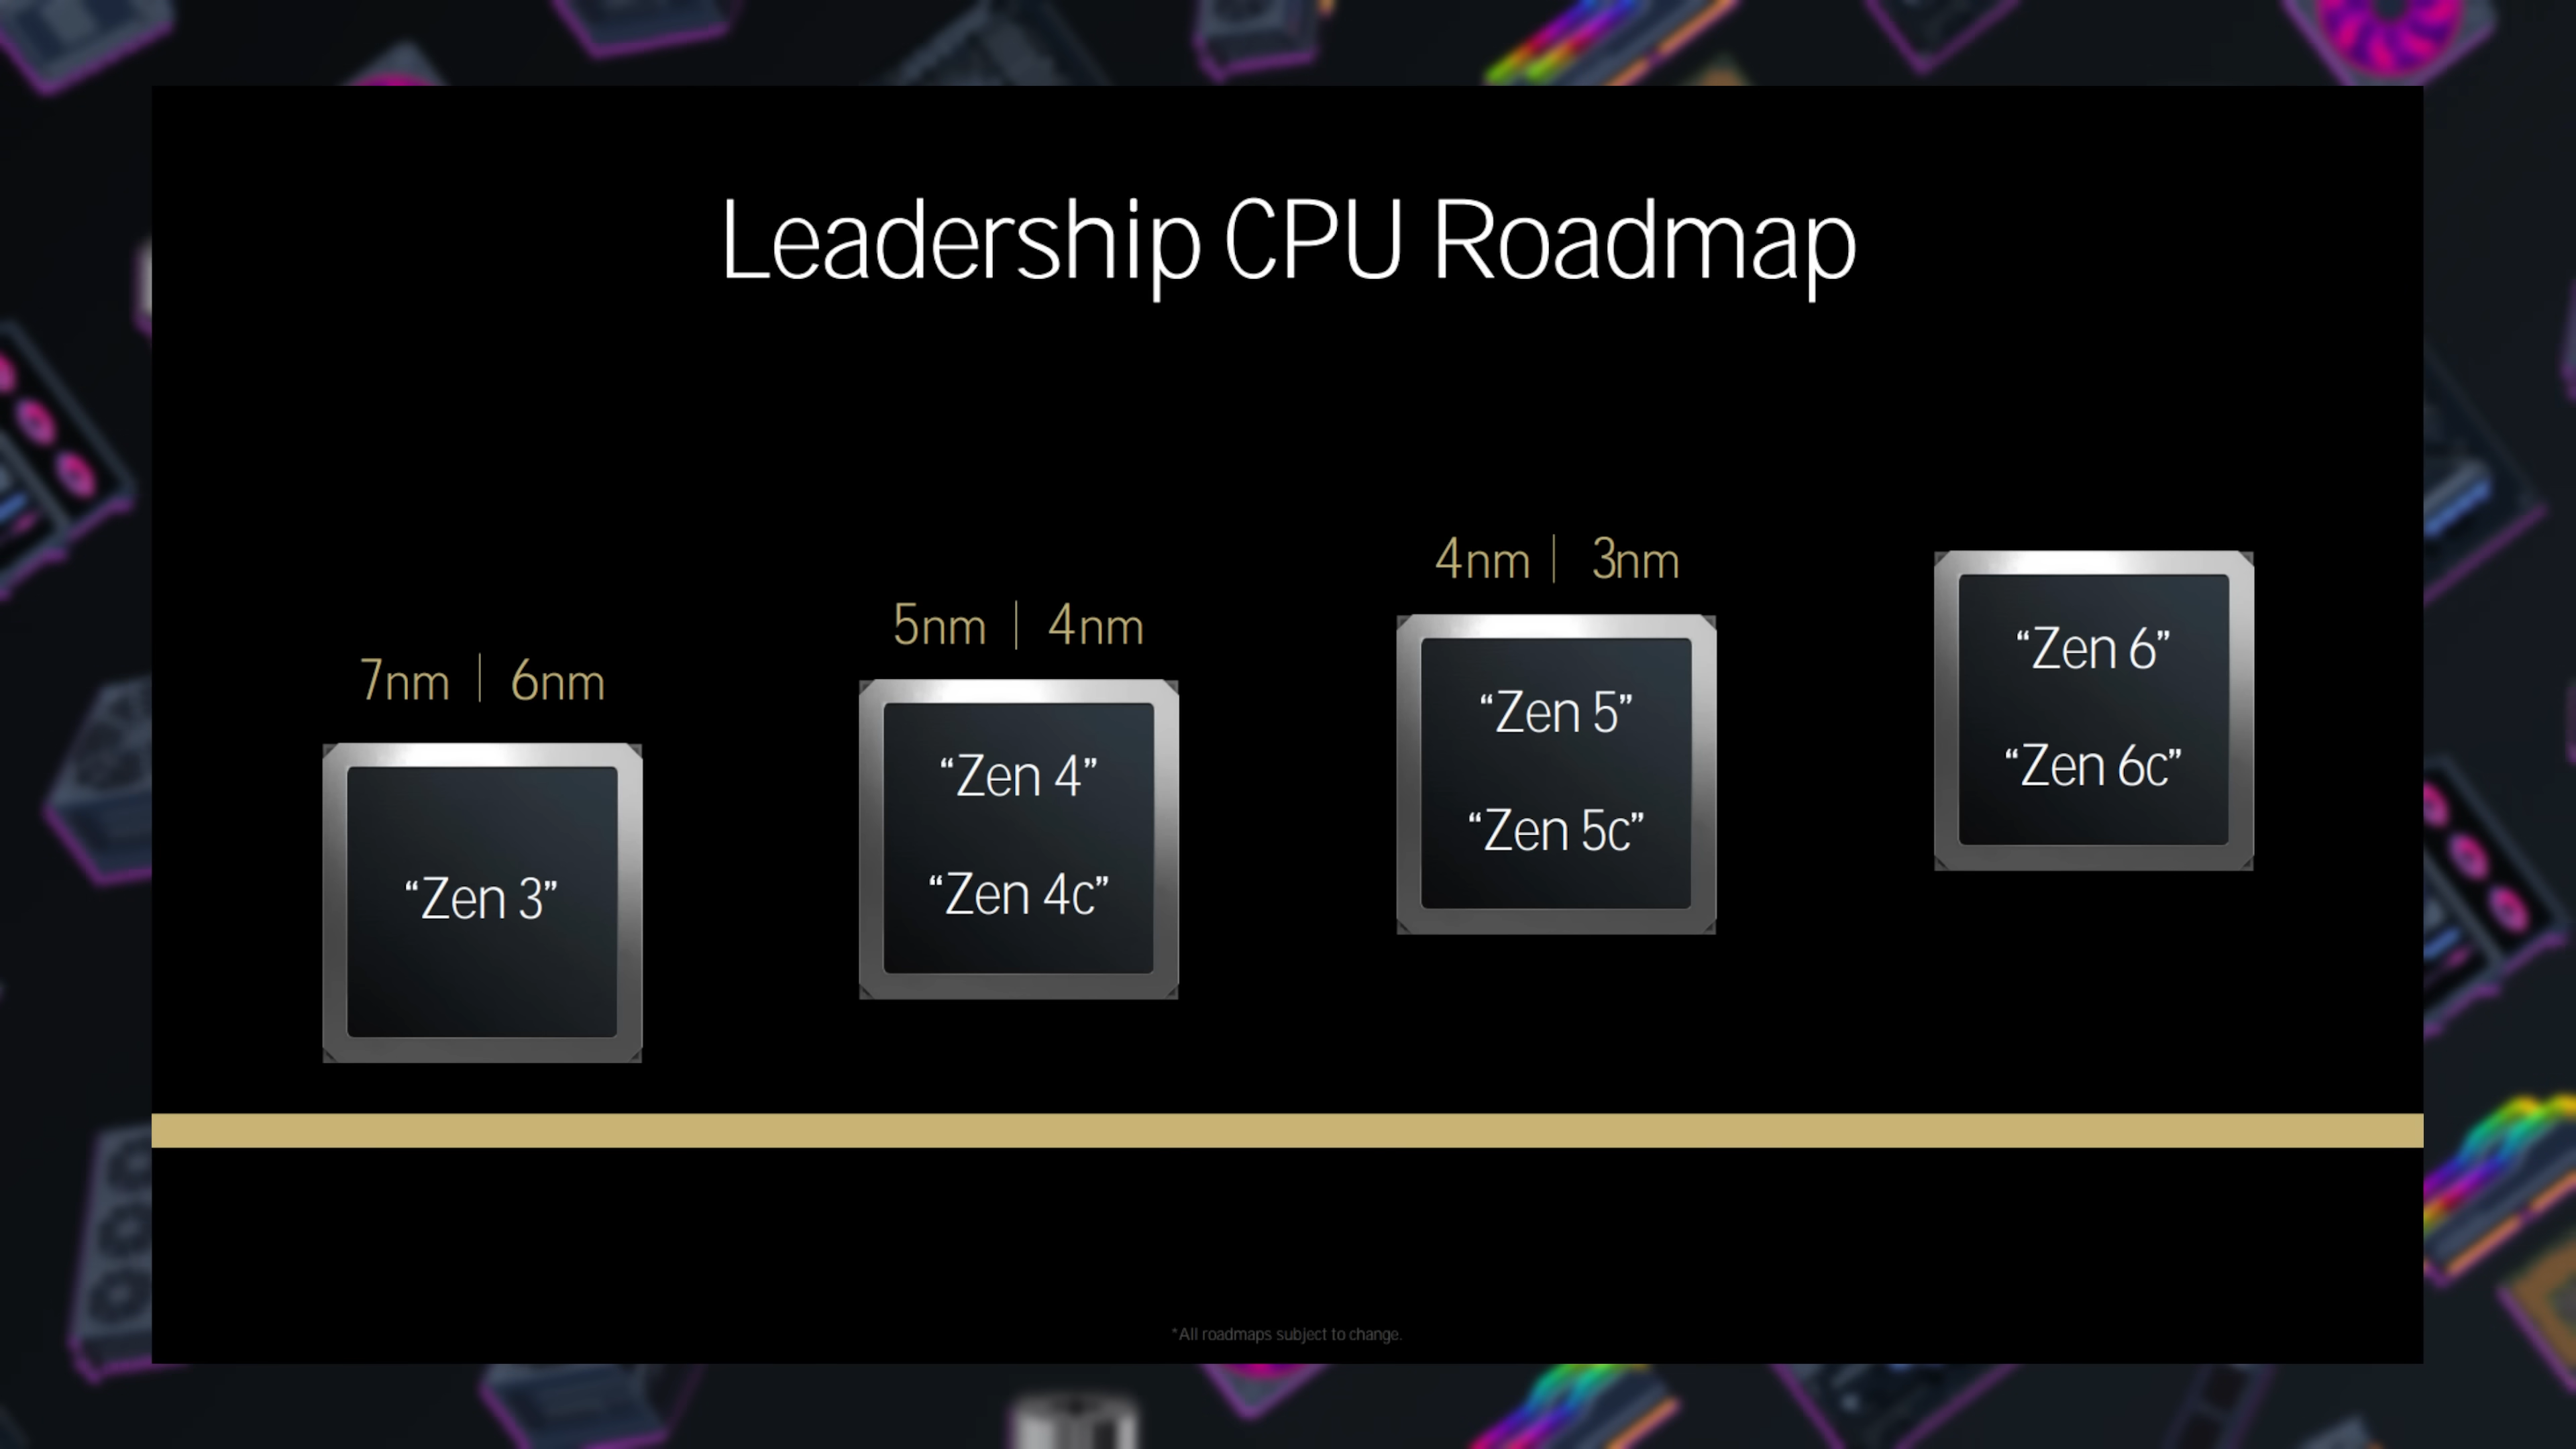 Leadership CPU Roadmap
7nm | 6nm
"Zen 3"
5nm | 4nm
"Zen 4"
"Zen 4c"
4nm | 3nm
"Zen 5"
"Zen 5c"
"Zen 6"
"Zen 6c"
*All roadmaps subject to change.